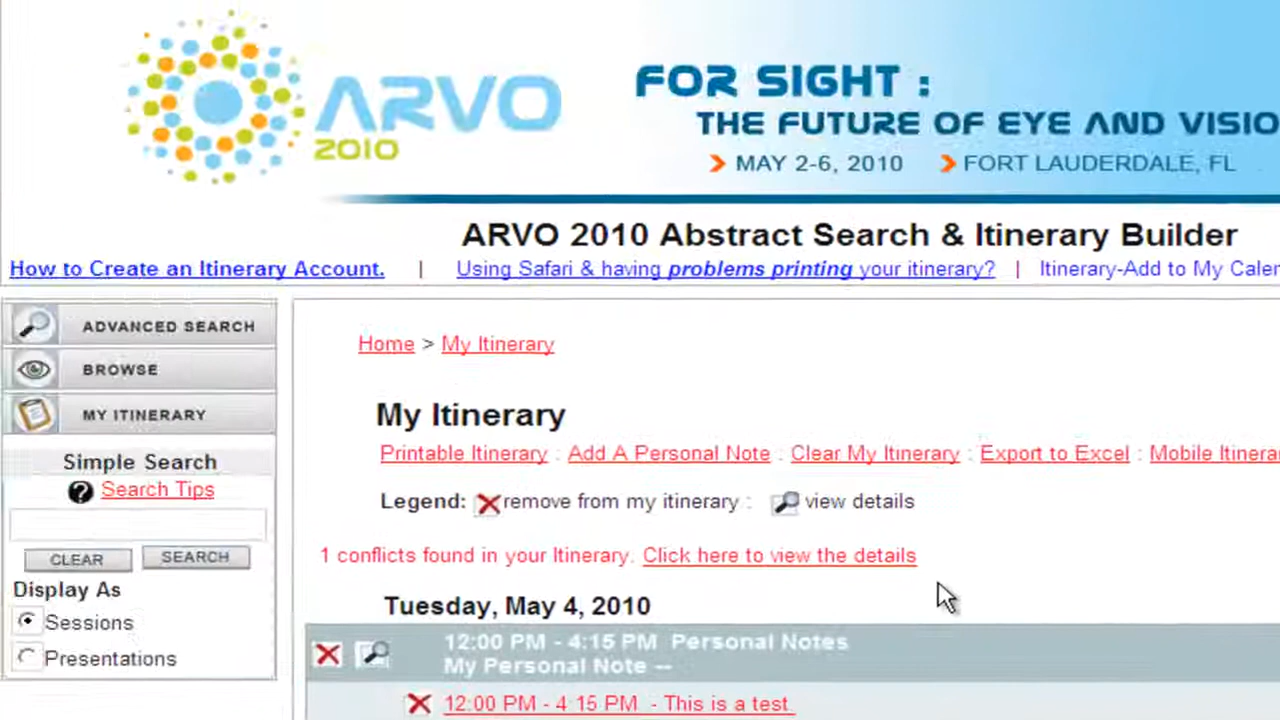 ARVO
2010
FOR SIGHT :
THE FUTURE OF EYE AND VISIO
MAY 2-6, 2010 FORT LAUDERDALE, FL
ARVO 2010 Abstract Search & Itinerary Builder
How to Create an Itinerary Account. | Using Safari & having problems printing your itinerary? | Itinerary-Add to My Calen
ADVANCED SEARCH
BROWSE
MY ITINERARY
Simple Search
? Search Tips
CLEAR SEARCH
Display As
Sessions
Presentations
Home > My Itinerary
My Itinerary
Printable Itinerary : Add A Personal Note : Clear My Itinerary : Export to Excel : Mobile Itinerar
Legend: remove from my itinerary : view details
1 conflicts found in your Itinerary. Click here to view the details
Tuesday, May 4, 2010
12:00 PM - 4:15 PM Personal Notes
My Personal Note --
12:00 PM - 4:15 PM - This is a test.